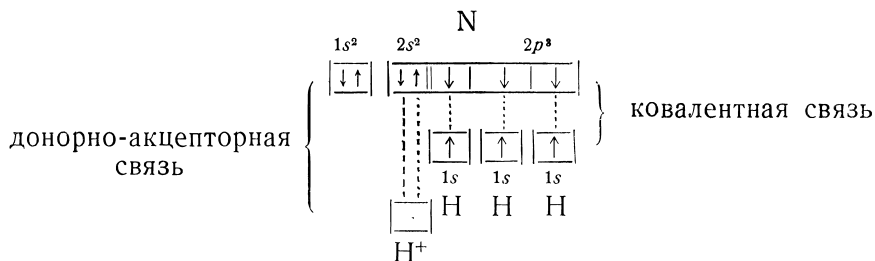 N
1s² 2s² 2p³
ковалентная связь
донорно-акцепторная
связь
1s 1s 1s
H H H
H⁺